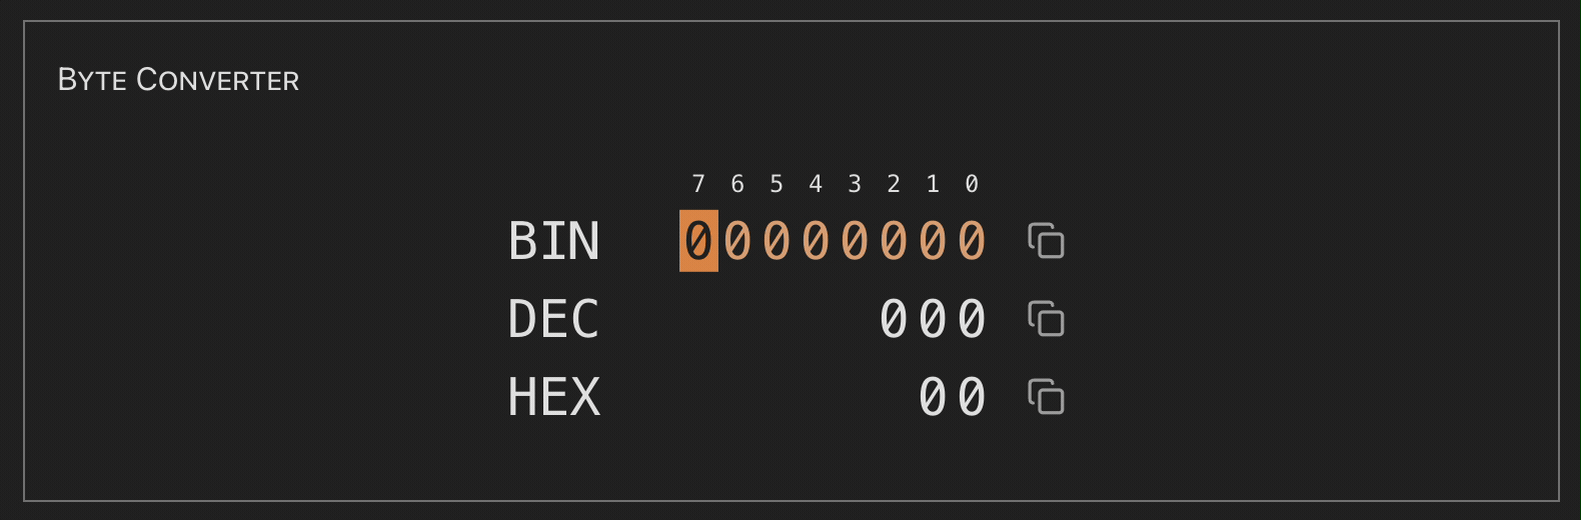 Byte Converter
7 6 5 4 3 2 1 0
BIN 00000000
DEC 000
HEX 00